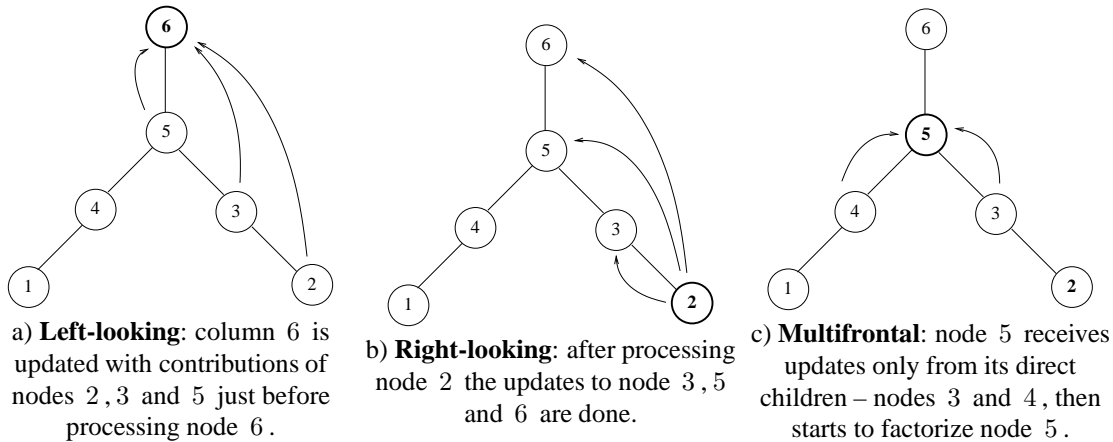 6
5
4
3
1
2
a) Left-looking: column 6 is
updated with contributions of
nodes 2, 3 and 5 just before
processing node 6.
6
5
4
3
1
2
b) Right-looking: after processing
node 2 the updates to node 3, 5
and 6 are done.
6
5
4
3
1
2
c) Multifrontal: node 5 receives
updates only from its direct
children – nodes 3 and 4, then
starts to factorize node 5.